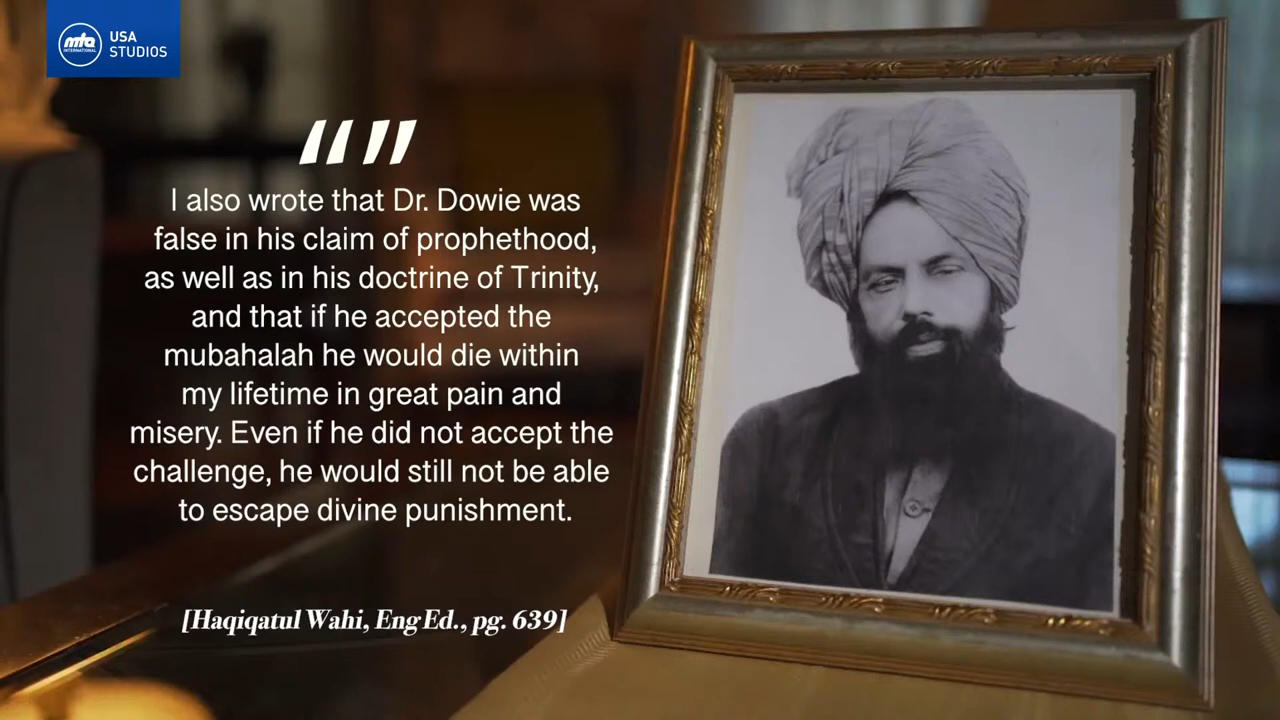 mta
INTERNATIONAL
USA
STUDIOS
““
I also wrote that Dr. Dowie was
false in his claim of prophethood,
as well as in his doctrine of Trinity,
and that if he accepted the
mubahalah he would die within
my lifetime in great pain and
misery. Even if he did not accept the
challenge, he would still not be able
to escape divine punishment.
[Haqiqatul Wahi, Eng Ed., pg. 639]